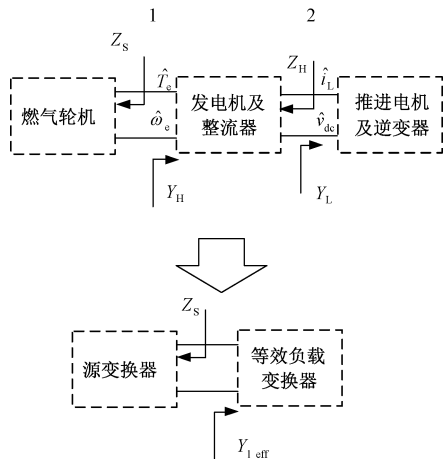 1 2
Z_S T̂_e Z_H î_L
燃气轮机 发电机及 推进电机
整流器 及逆变器
ω̂_e v̂_dc
Y_H Y_L
Z_S
源变换器 等效负载
变换器
Y_l_eff